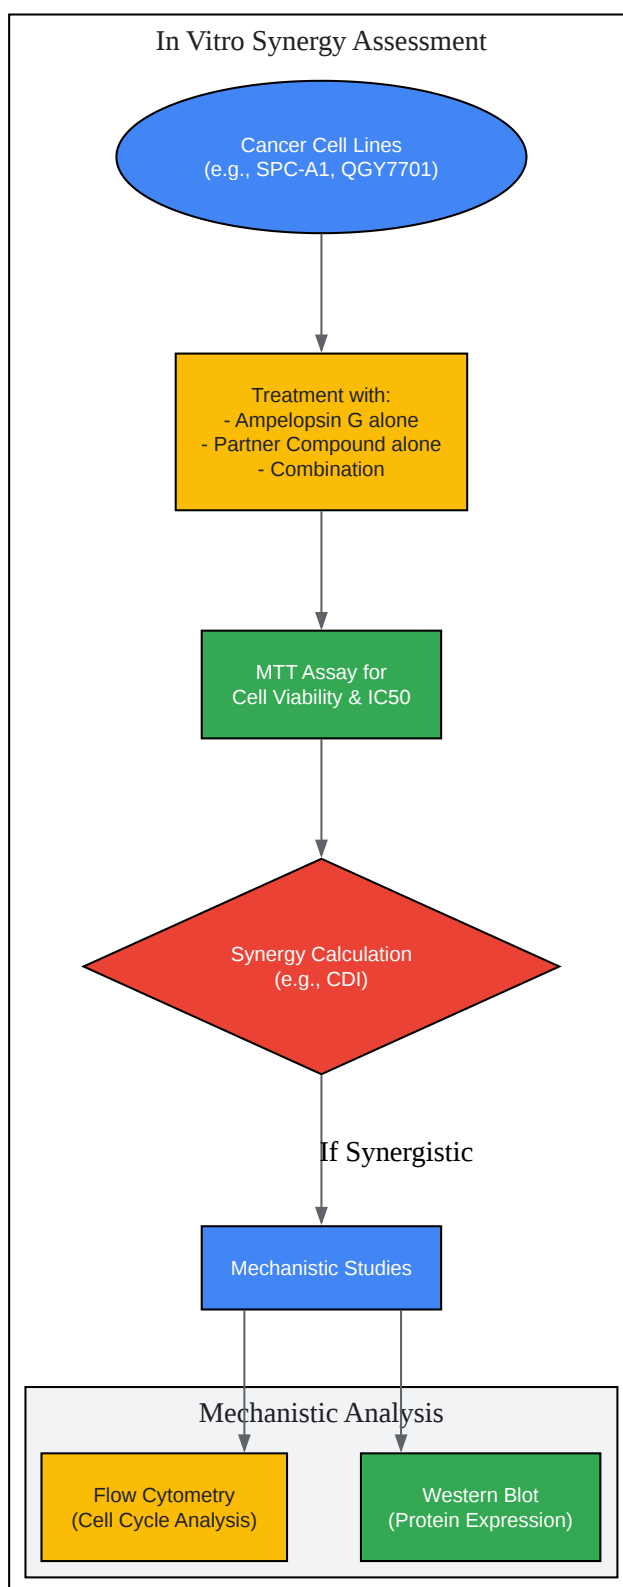 In Vitro Synergy Assessment
Cancer Cell Lines
(e.g., SPC-A1, QGY7701)
Treatment with:
- Ampelopsin G alone
- Partner Compound alone
- Combination
MTT Assay for
Cell Viability & IC50
Synergy Calculation
(e.g., CDI)
If Synergistic
Mechanistic Studies
Mechanistic Analysis
Flow Cytometry
(Cell Cycle Analysis)
Western Blot
(Protein Expression)